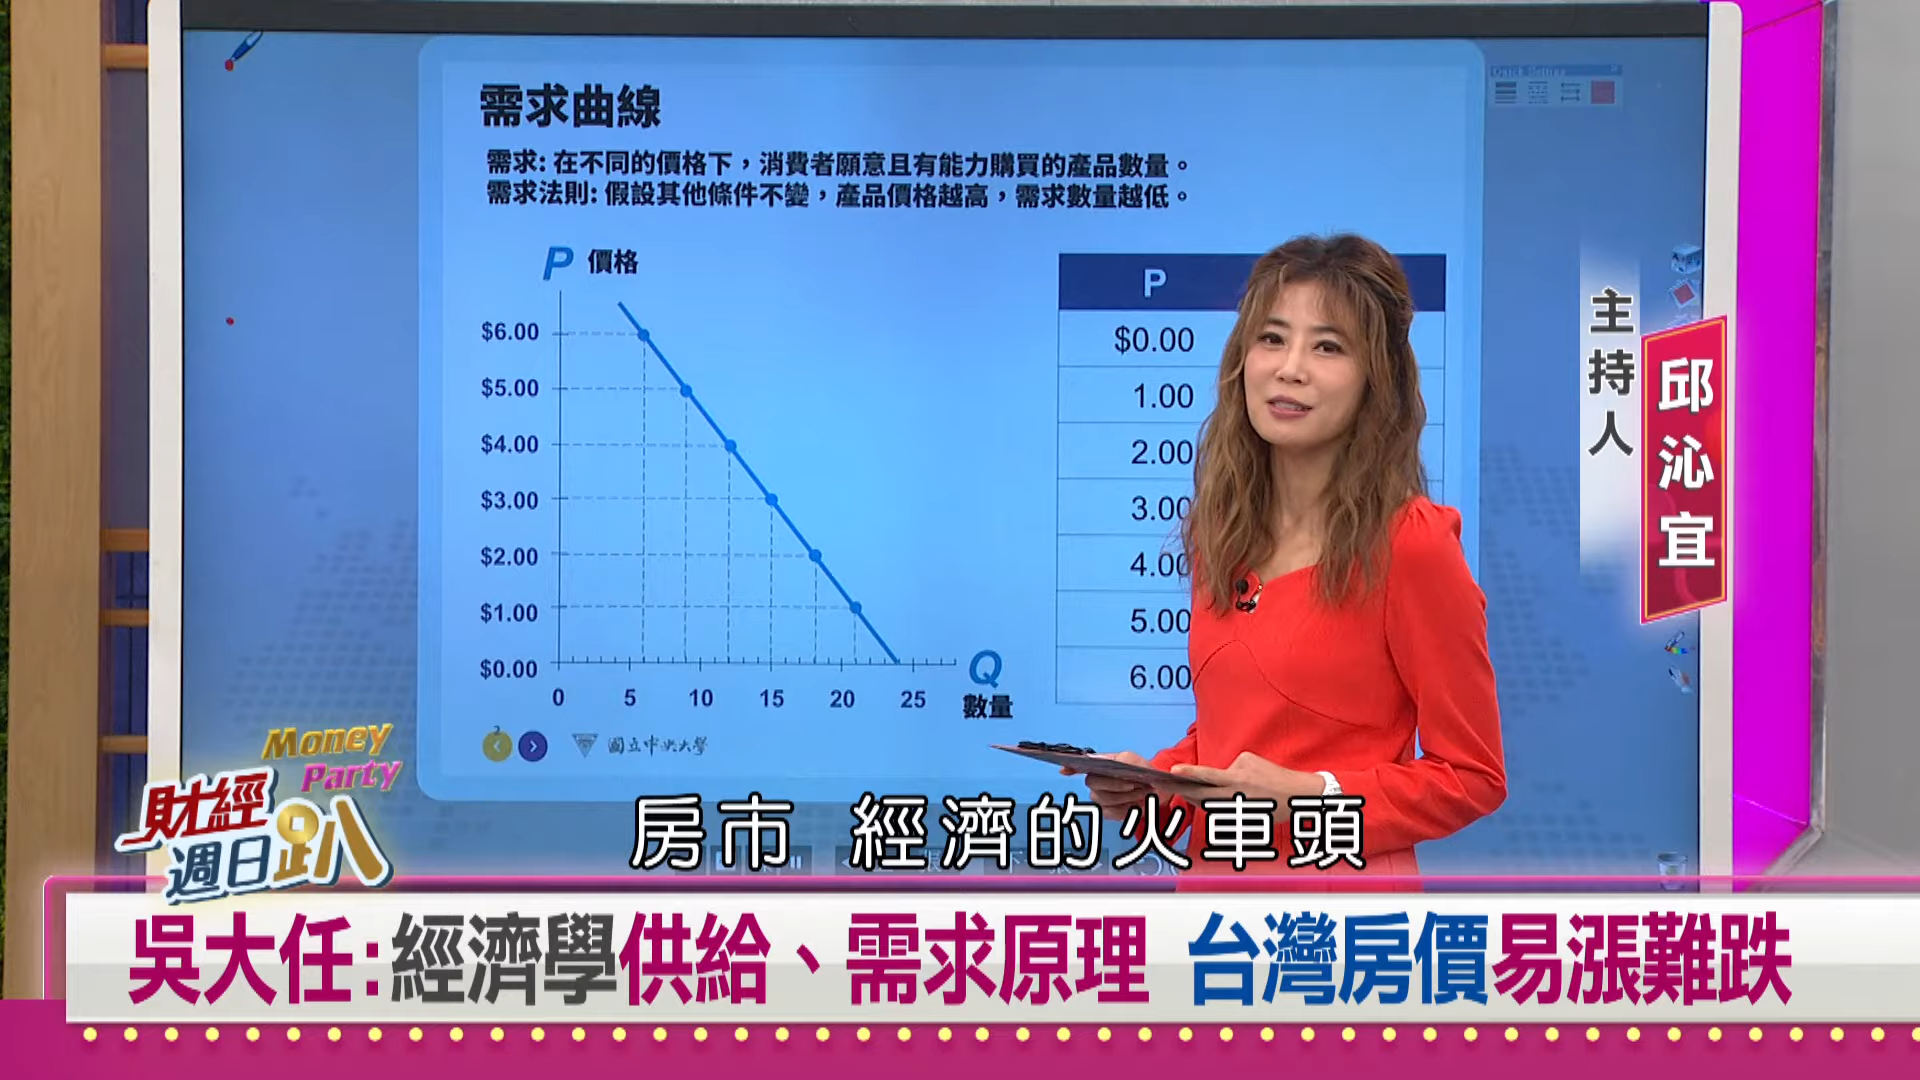 需求曲線
需求: 在不同的價格下，消費者願意且有能力購買的產品數量。
需求法則: 假設其他條件不變，產品價格越高，需求數量越低。
P 價格
$6.00
$5.00
$4.00
$3.00
$2.00
$1.00
$0.00
0 5 10 15 20 25
Q
數量
P
$0.00
1.00
2.00
3.00
4.00
5.00
6.00
2
國立中央大學
主持人
邱沁宜
Money
Party
財經
週日趴
房市 經濟的火車頭
吳大任:經濟學供給、需求原理 台灣房價易漲難跌